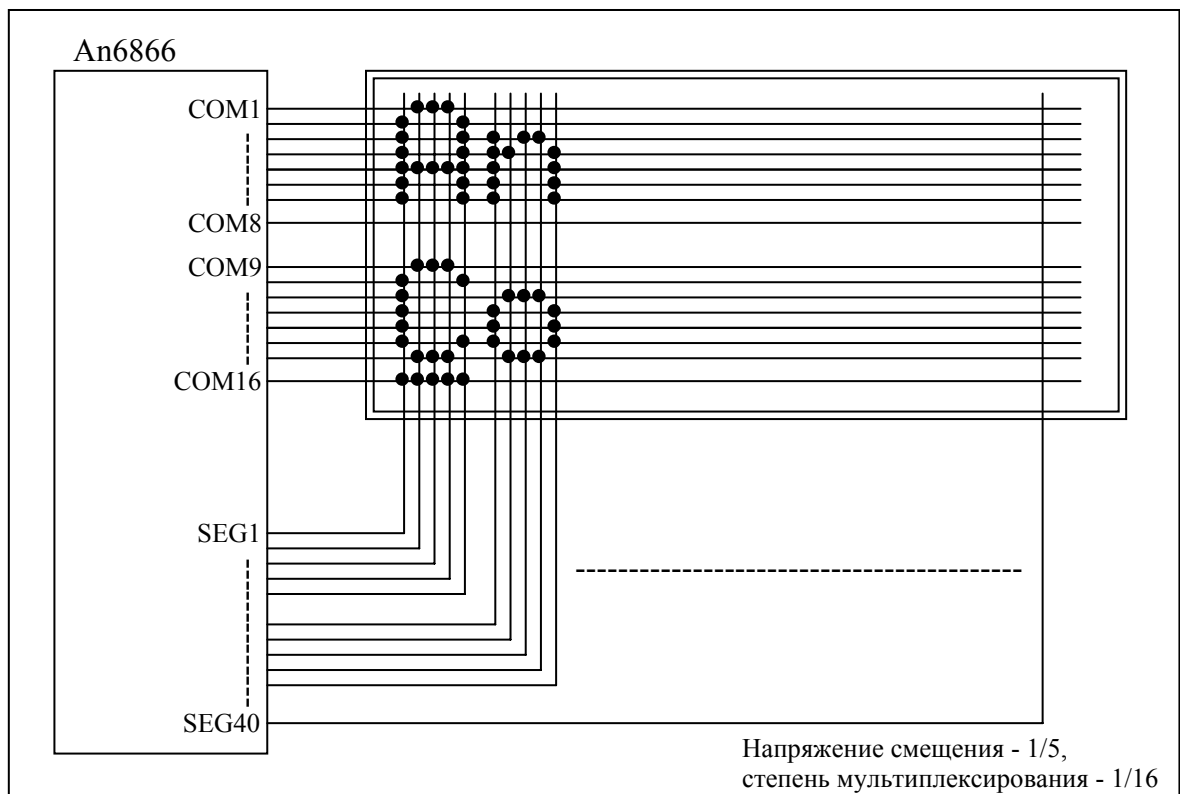 An6866
COM1
COM8
COM9
COM16
SEG1
SEG40
Напряжение смещения - 1/5,
степень мультиплексирования - 1/16